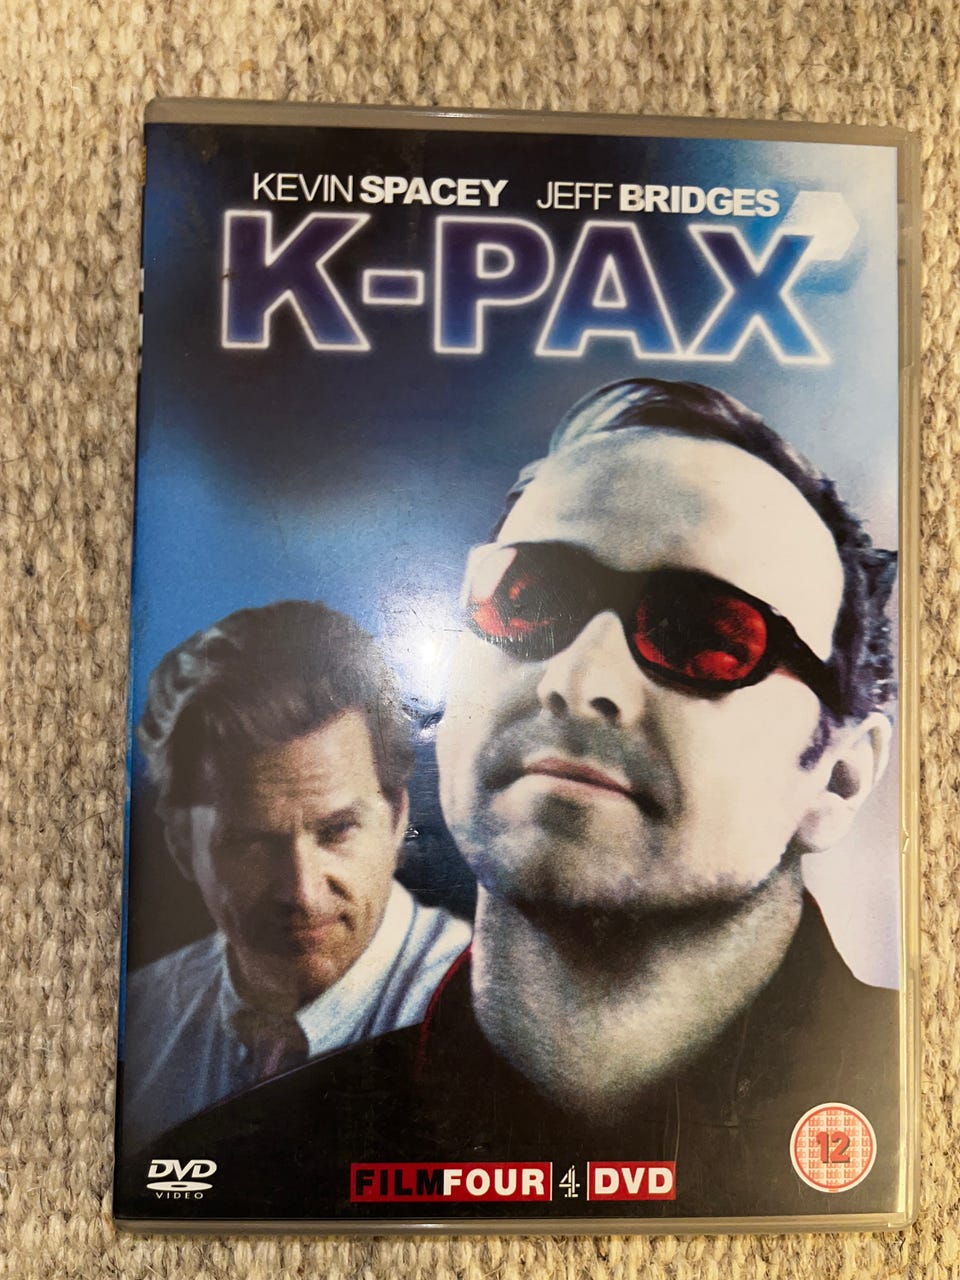 KEVIN SPACEY JEFF BRIDGES
K-PAX
DVD
VIDEO
FILMFOUR 4 DVD
12